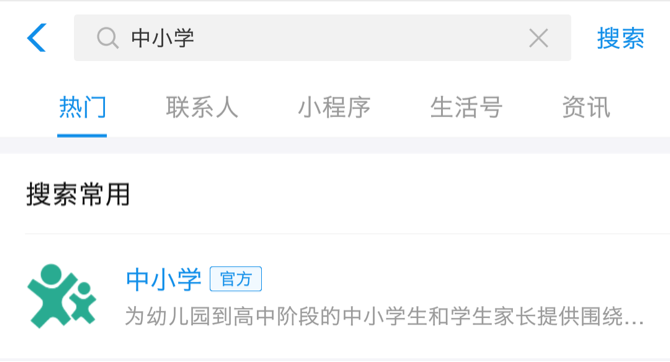 中小学 搜索
热门 联系人 小程序 生活号 资讯
搜索常用
中小学 官方
为幼儿园到高中阶段的中小学生和学生家长提供围绕...